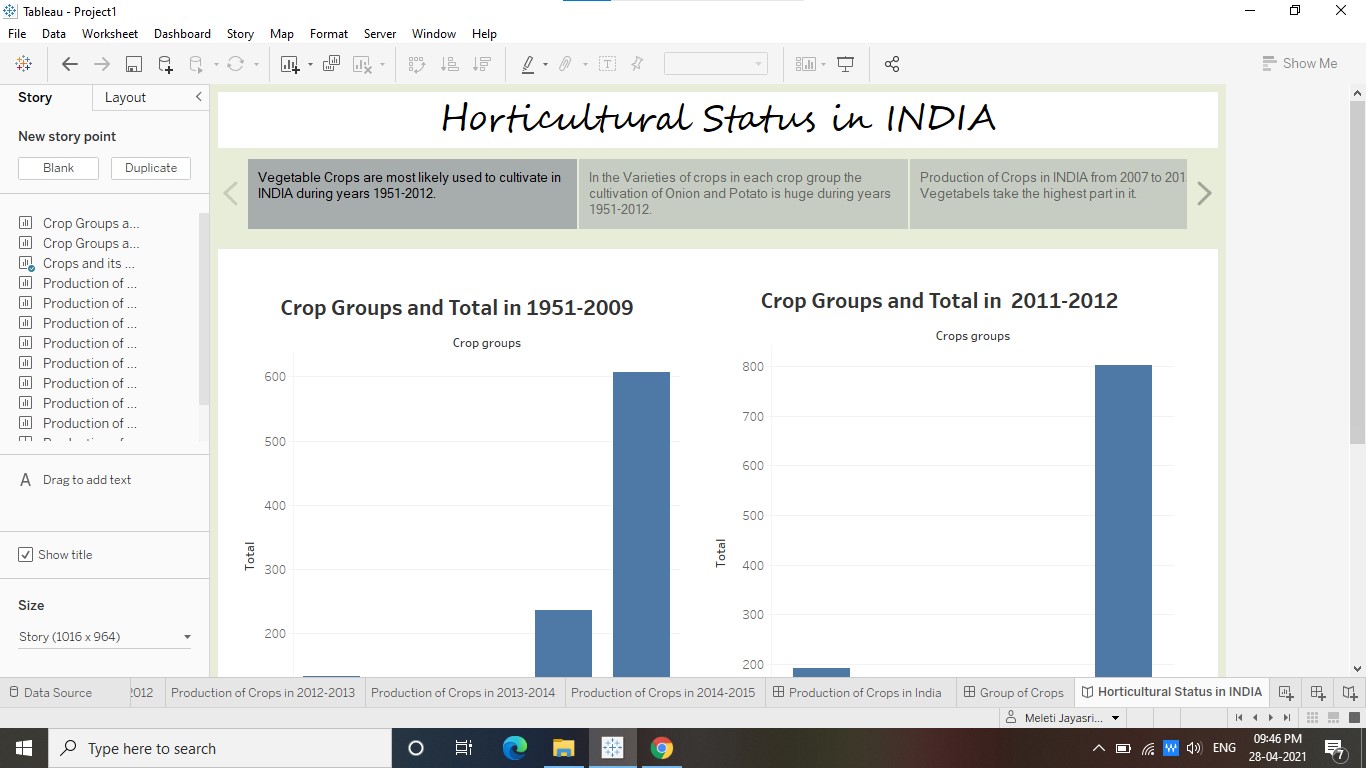 Tableau - Project1
File Data Worksheet Dashboard Story Map Format Server Window Help
Show Me
Story Layout
New story point
Blank Duplicate
Crop Groups a...
Crop Groups a...
Crops and its ...
Production of ...
Production of ...
Production of ...
Production of ...
Production of ...
Production of ...
Production of ...
Production of ...
A Drag to add text
Show title
Size
Story (1016 x 964)
Horticultural Status in INDIA
Vegetable Crops are most likely used to cultivate in
INDIA during years 1951-2012.
In the Varieties of crops in each crop group the
cultivation of Onion and Potato is huge during years
1951-2012.
Production of Crops in INDIA from 2007 to 201
Vegetabels take the highest part in it.
Crop Groups and Total in 1951-2009
Crop groups
600
500
400
300
200
Total
Crop Groups and Total in 2011-2012
Crops groups
800
700
600
500
400
300
200
Total
Data Source 2012 Production of Crops in 2012-2013 Production of Crops in 2013-2014 Production of Crops in 2014-2015 Production of Crops in India Group of Crops Horticultural Status in INDIA
Meleti Jayasri...
Type here to search
W ENG 09:46 PM
28-04-2021
7